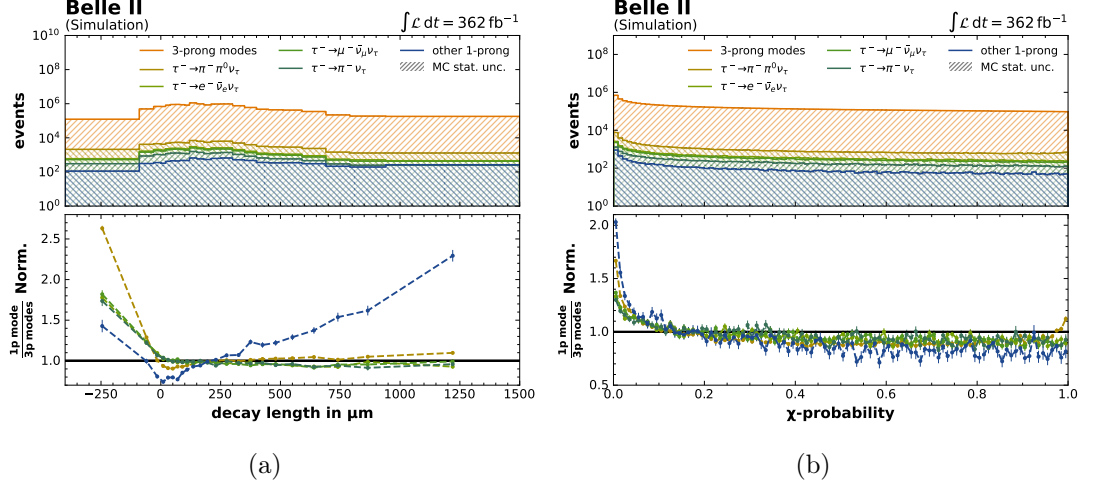 Belle II
(Simulation)
∫ℒ dt = 362 fb⁻¹
10¹⁰
10⁸
10⁶
10⁴
10²
10⁰
events
3-prong modes
τ⁻→π⁻π⁰ντ
τ⁻→e⁻ν̄eντ
τ⁻→μ⁻ν̄μντ
τ⁻→π⁻ντ
other 1-prong
MC stat. unc.
2.5
2.0
1.5
1.0
1p mode
3p modes
Norm.
−250 0 250 500 750 1000 1250 1500
decay length in μm
(a)
Belle II
(Simulation)
∫ℒ dt = 362 fb⁻¹
10⁸
10⁶
10⁴
10²
10⁰
events
3-prong modes
τ⁻→π⁻π⁰ντ
τ⁻→e⁻ν̄eντ
τ⁻→μ⁻ν̄μντ
τ⁻→π⁻ντ
other 1-prong
MC stat. unc.
2.0
1.5
1.0
0.5
1p mode
3p modes
Norm.
0.0 0.2 0.4 0.6 0.8 1.0
χ-probability
(b)